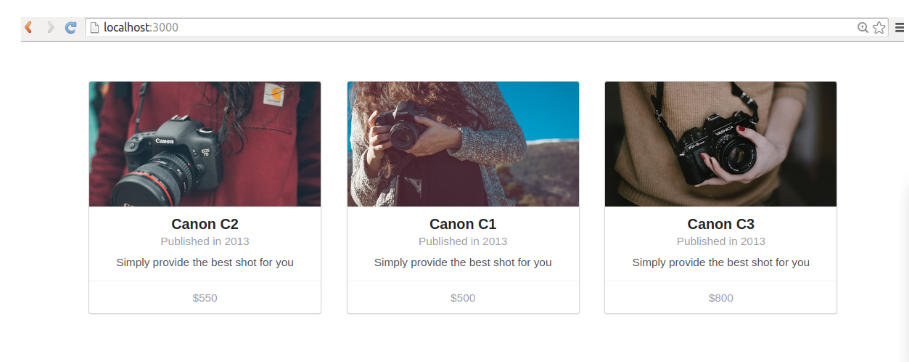 localhost:3000
Canon
YASHICA
Canon C2
Published in 2013
Simply provide the best shot for you
$550
Canon C1
Published in 2013
Simply provide the best shot for you
$500
Canon C3
Published in 2013
Simply provide the best shot for you
$800